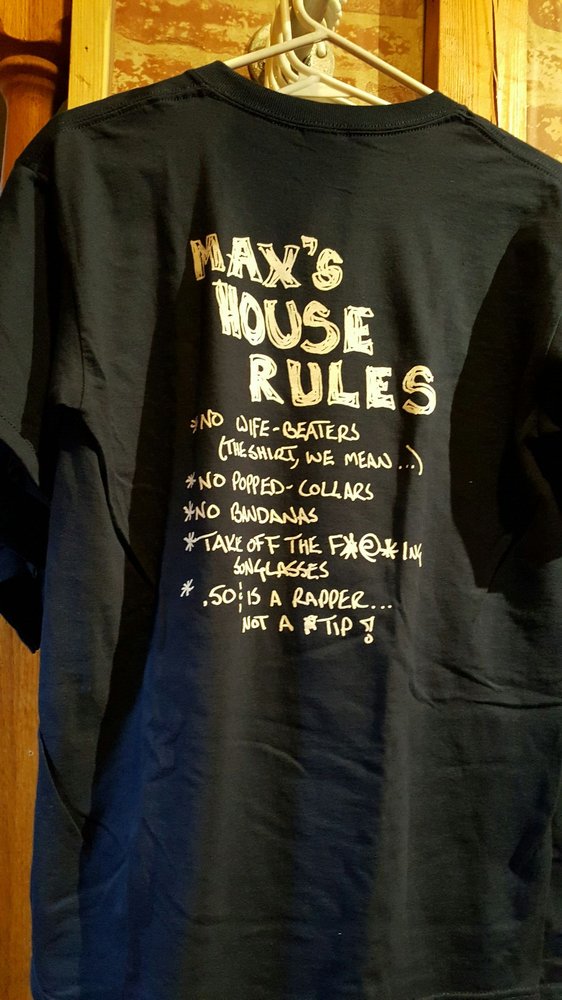 MAX'S
HOUSE
RULES
* NO WIFE-BEATERS
(THE SHIRT, WE MEAN...)
* NO POPPED-COLLARS
* NO BANDANAS
* TAKE OFF THE F*@*ING
SUNGLASSES
* .50¢ IS A RAPPER...
NOT A TIP!